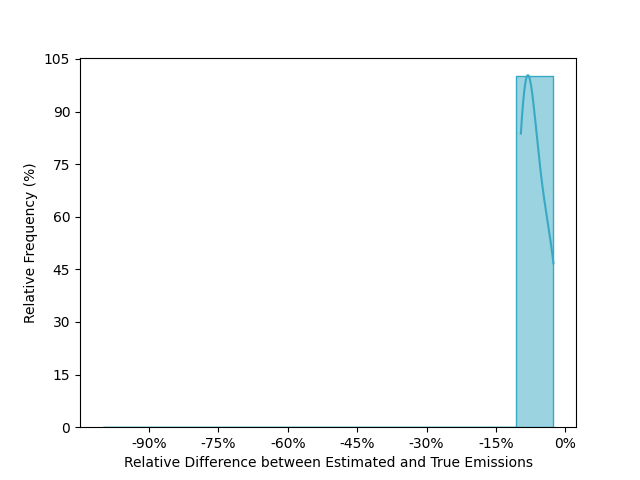 105
90
75
60
45
30
15
0
Relative Frequency (%)
-90% -75% -60% -45% -30% -15% 0%
Relative Difference between Estimated and True Emissions